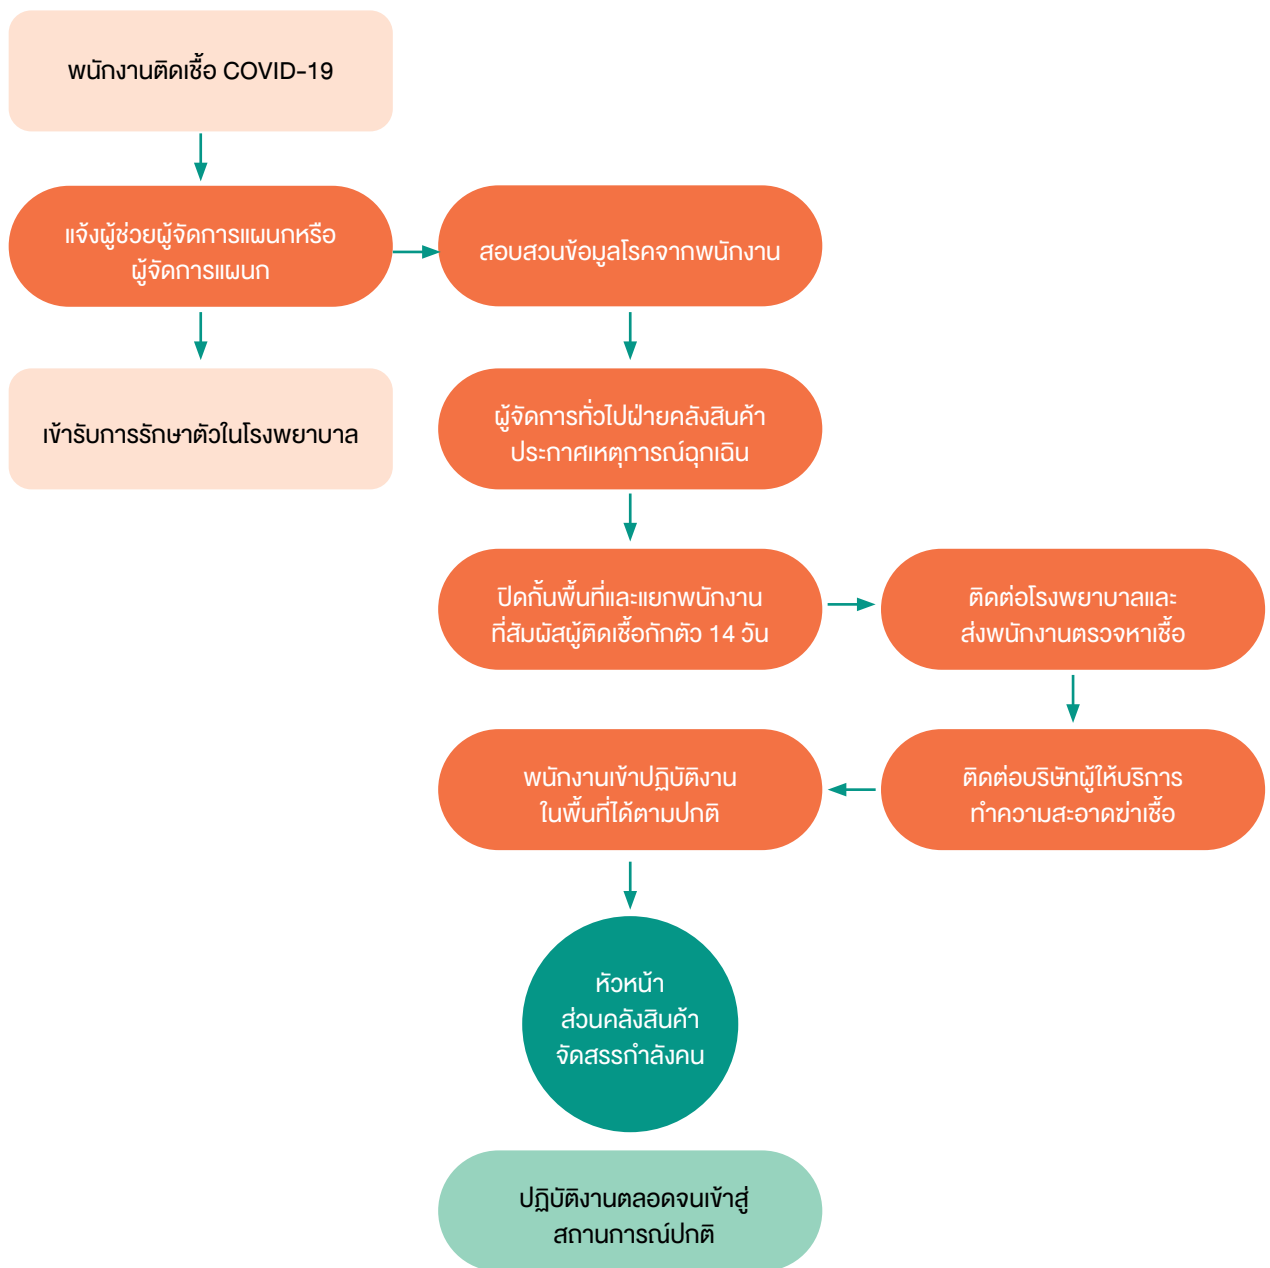 พนักงานติดเชื้อ COVID-19
แจ้งผู้ช่วยผู้จัดการแผนกหรือ
ผู้จัดการแผนก
สอบสวนข้อมูลโรคจากพนักงาน
เข้ารับการรักษาตัวในโรงพยาบาล
ผู้จัดการทั่วไปฝ่ายคลังสินค้า
ประกาศเหตุการณ์ฉุกเฉิน
ปิดกั้นพื้นที่และแยกพนักงาน
ที่สัมผัสผู้ติดเชื้อกักตัว 14 วัน
ติดต่อโรงพยาบาลและ
ส่งพนักงานตรวจหาเชื้อ
ติดต่อบริษัทผู้ให้บริการ
ทำความสะอาดฆ่าเชื้อ
พนักงานเข้าปฏิบัติงาน
ในพื้นที่ได้ตามปกติ
หัวหน้า
ส่วนคลังสินค้า
จัดสรรกำลังคน
ปฏิบัติงานตลอดจนเข้าสู่
สถานการณ์ปกติ